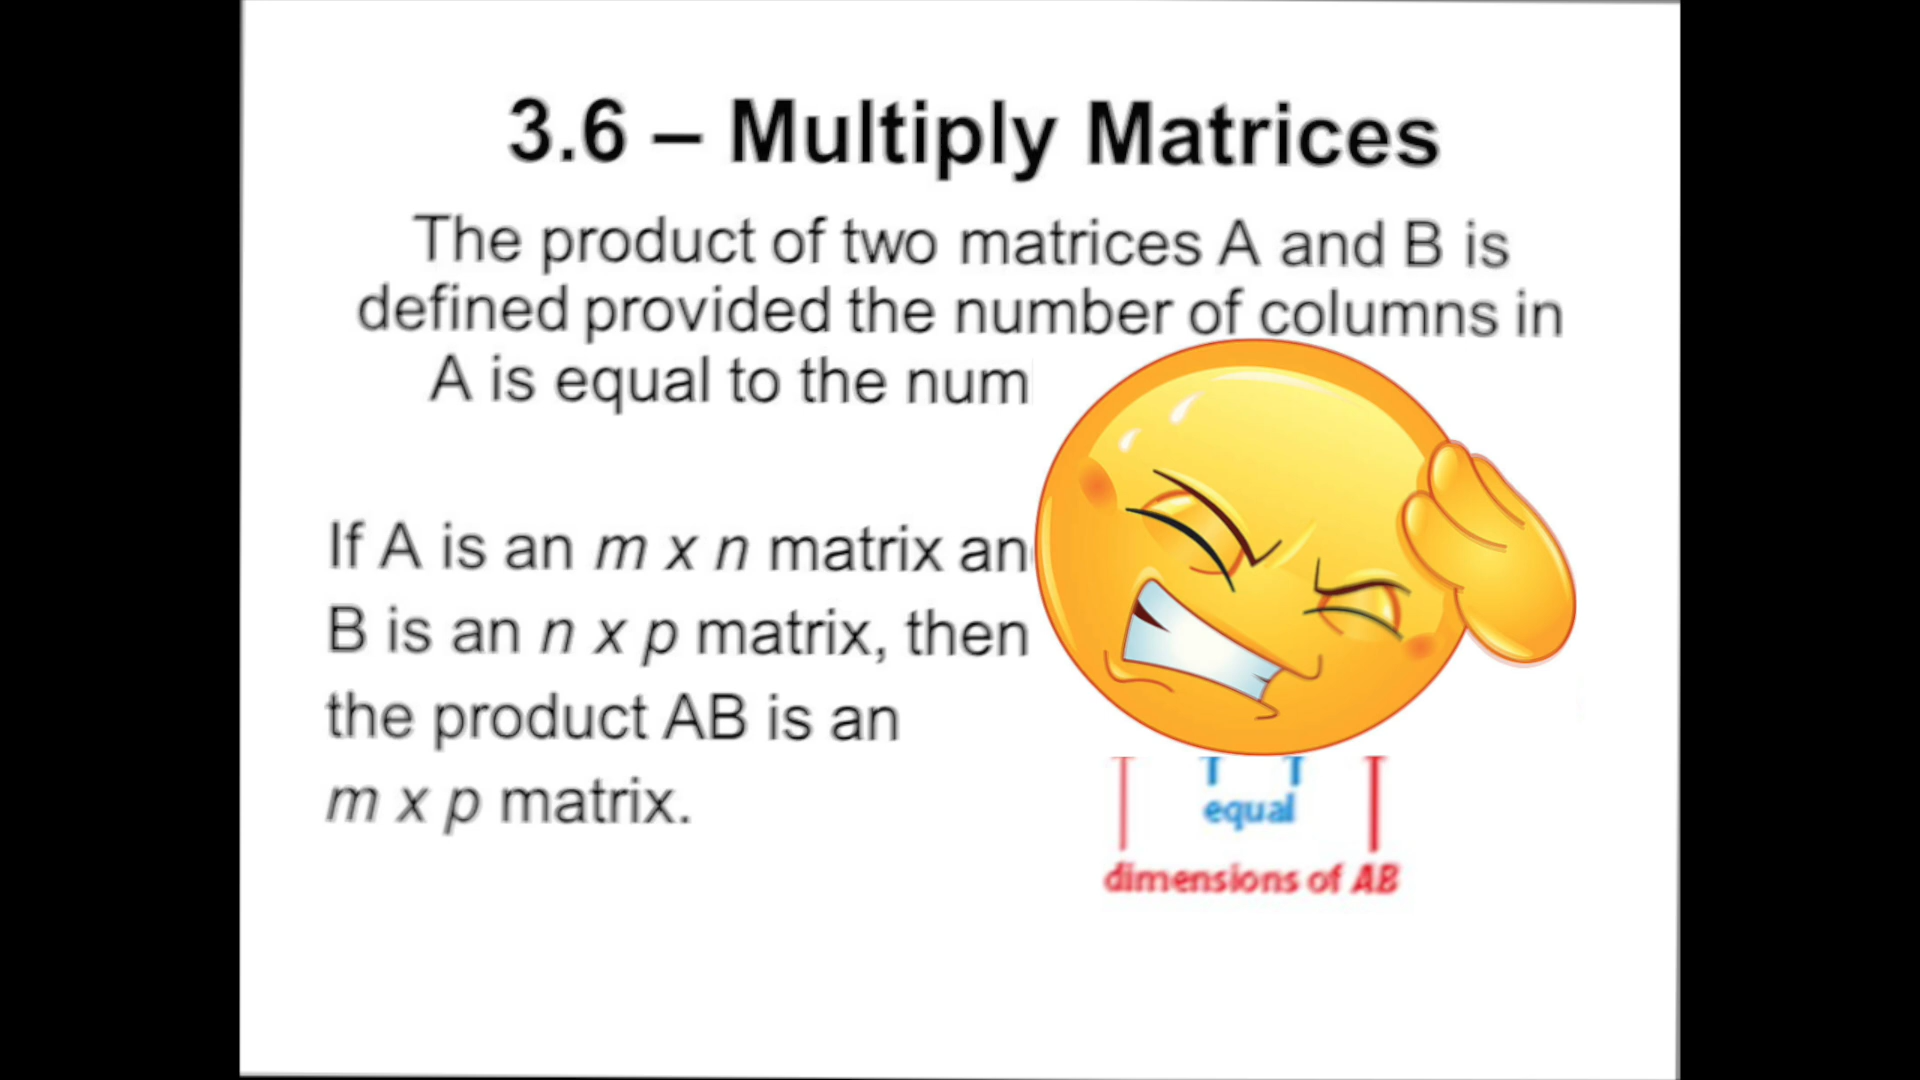 3.6 – Multiply Matrices
The product of two matrices A and B is
defined provided the number of columns in
A is equal to the num
If A is an m x n matrix an
B is an n x p matrix, then
the product AB is an
m x p matrix.
equal
dimensions of AB